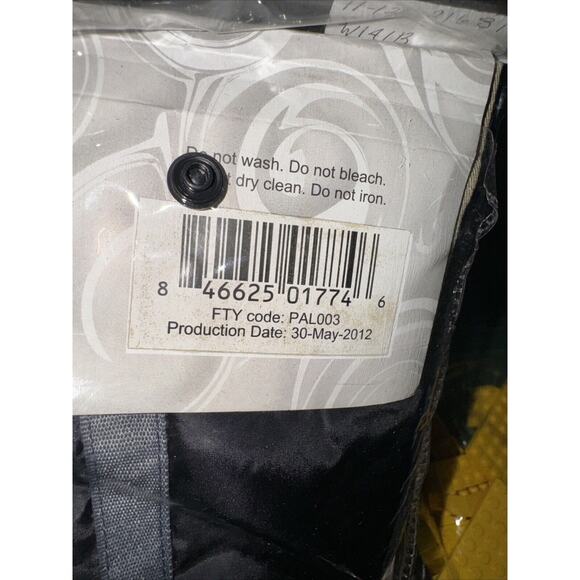 W141B
not wash. Do not bleach.
dry clean. Do not iron.
8 46625 01774 6
FTY code: PAL003
Production Date: 30-May-2012